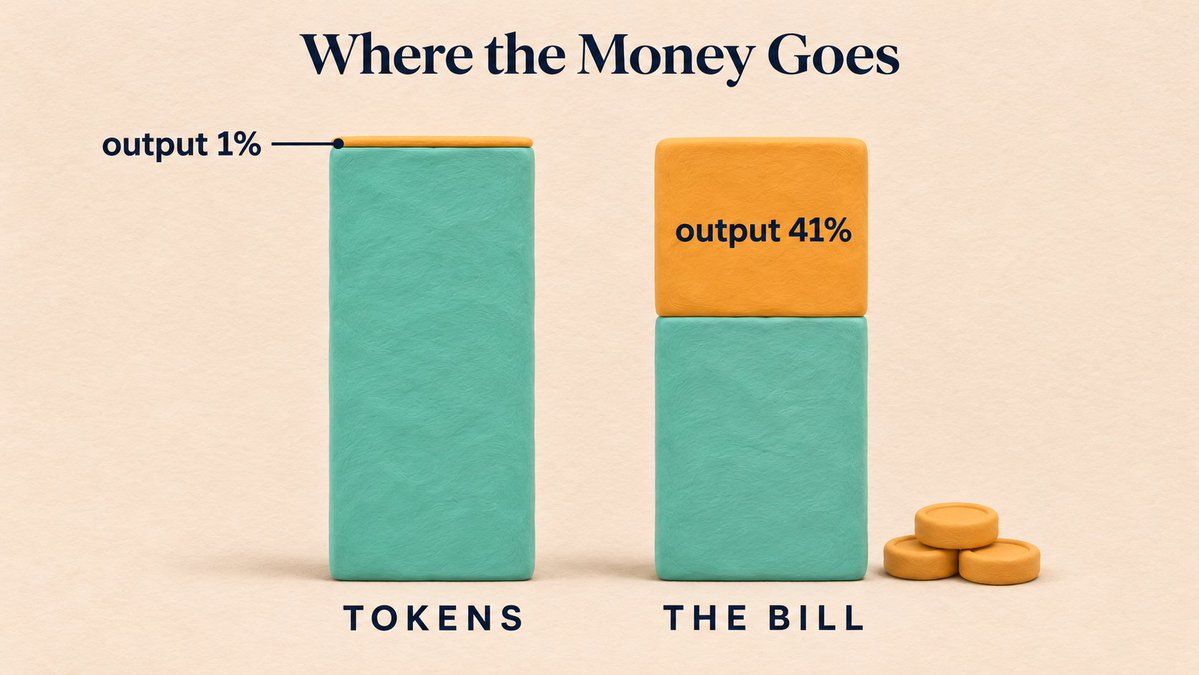 Where the Money Goes
output 1%
output 41%
TOKENS
THE BILL